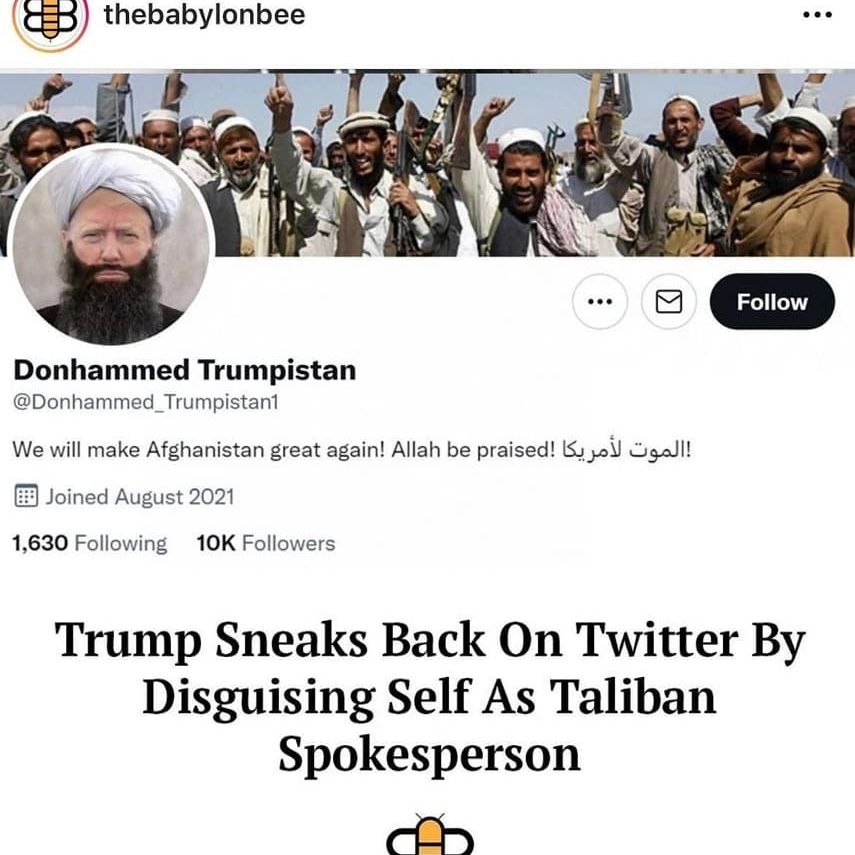 thebabylonbee
Follow
Donhammed Trumpistan
@Donhammed_Trumpistan1
We will make Afghanistan great again! Allah be praised! الموت لأمريكا!
Joined August 2021
1,630 Following 10K Followers
Trump Sneaks Back On Twitter By
Disguising Self As Taliban
Spokesperson